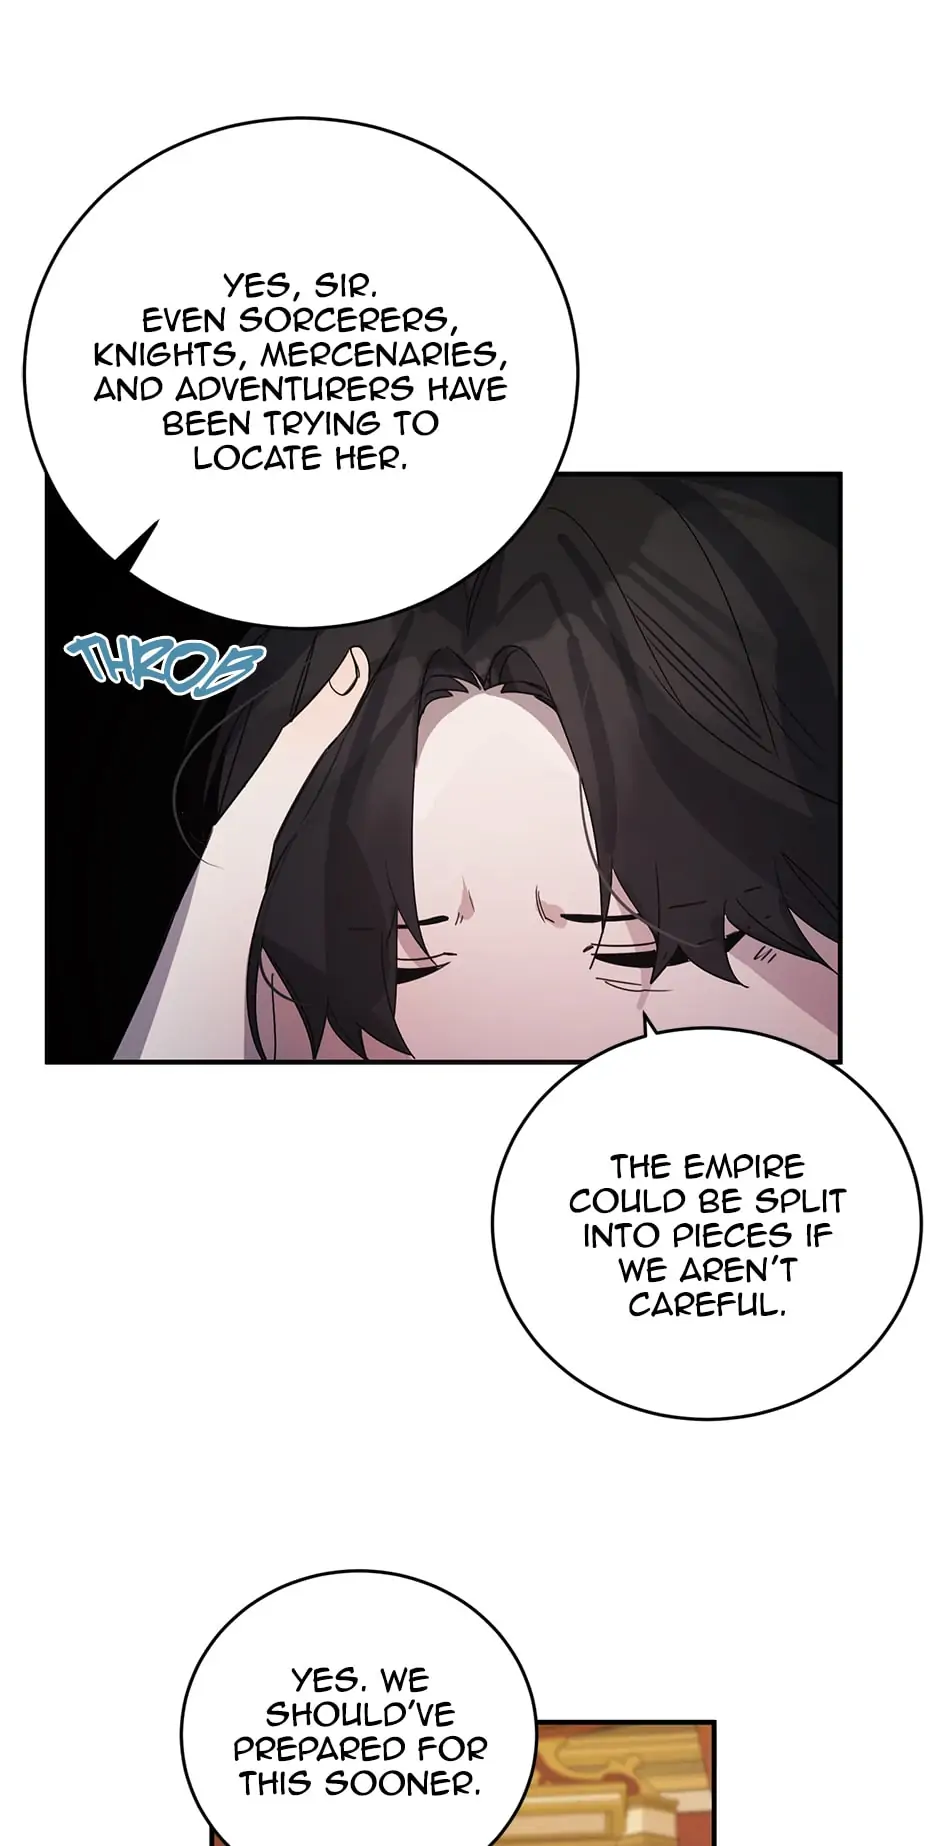 YES, SIR.
EVEN SORCERERS,
KNIGHTS, MERCENARIES,
AND ADVENTURERS HAVE
BEEN TRYING TO
LOCATE HER.
THROB
THE EMPIRE
COULD BE SPLIT
INTO PIECES IF
WE AREN'T
CAREFUL.
YES. WE
SHOULD'VE
PREPARED FOR
THIS SOONER.